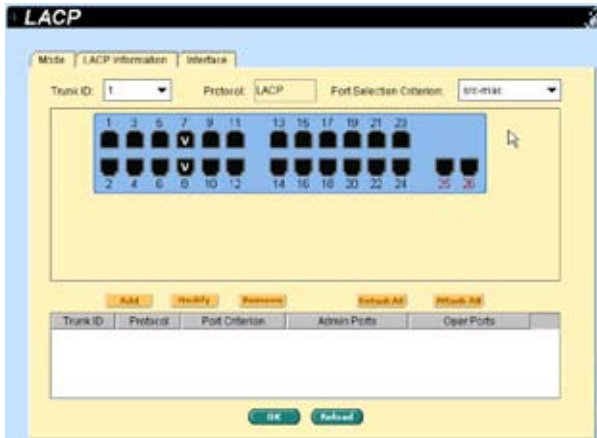 LACP
Mode LACP Information Interface
Trunk ID: 1 Protocol: LACP Port Selection Criterion: src-mac
1 3 5 7 9 11 13 15 17 19 21 23
V
V
2 4 6 8 10 12 14 16 18 20 22 24 25 26
Add Modify Remove Detach All Attach All
Trunk ID Protocol Port Criterion Admin Ports Oper Ports
OK Reload